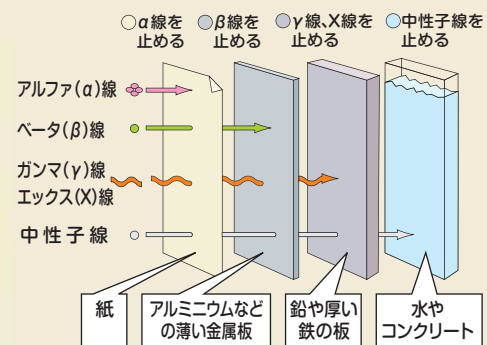 ○α線を
止める
○β線を
止める
○γ線、X線を
止める
○中性子線を
止める
アルファ(α)線
ベータ(β)線
ガンマ(γ)線
エックス(X)線
中性子線
紙
アルミニウムなど
の薄い金属板
鉛や厚い
鉄の板
水や
コンクリート